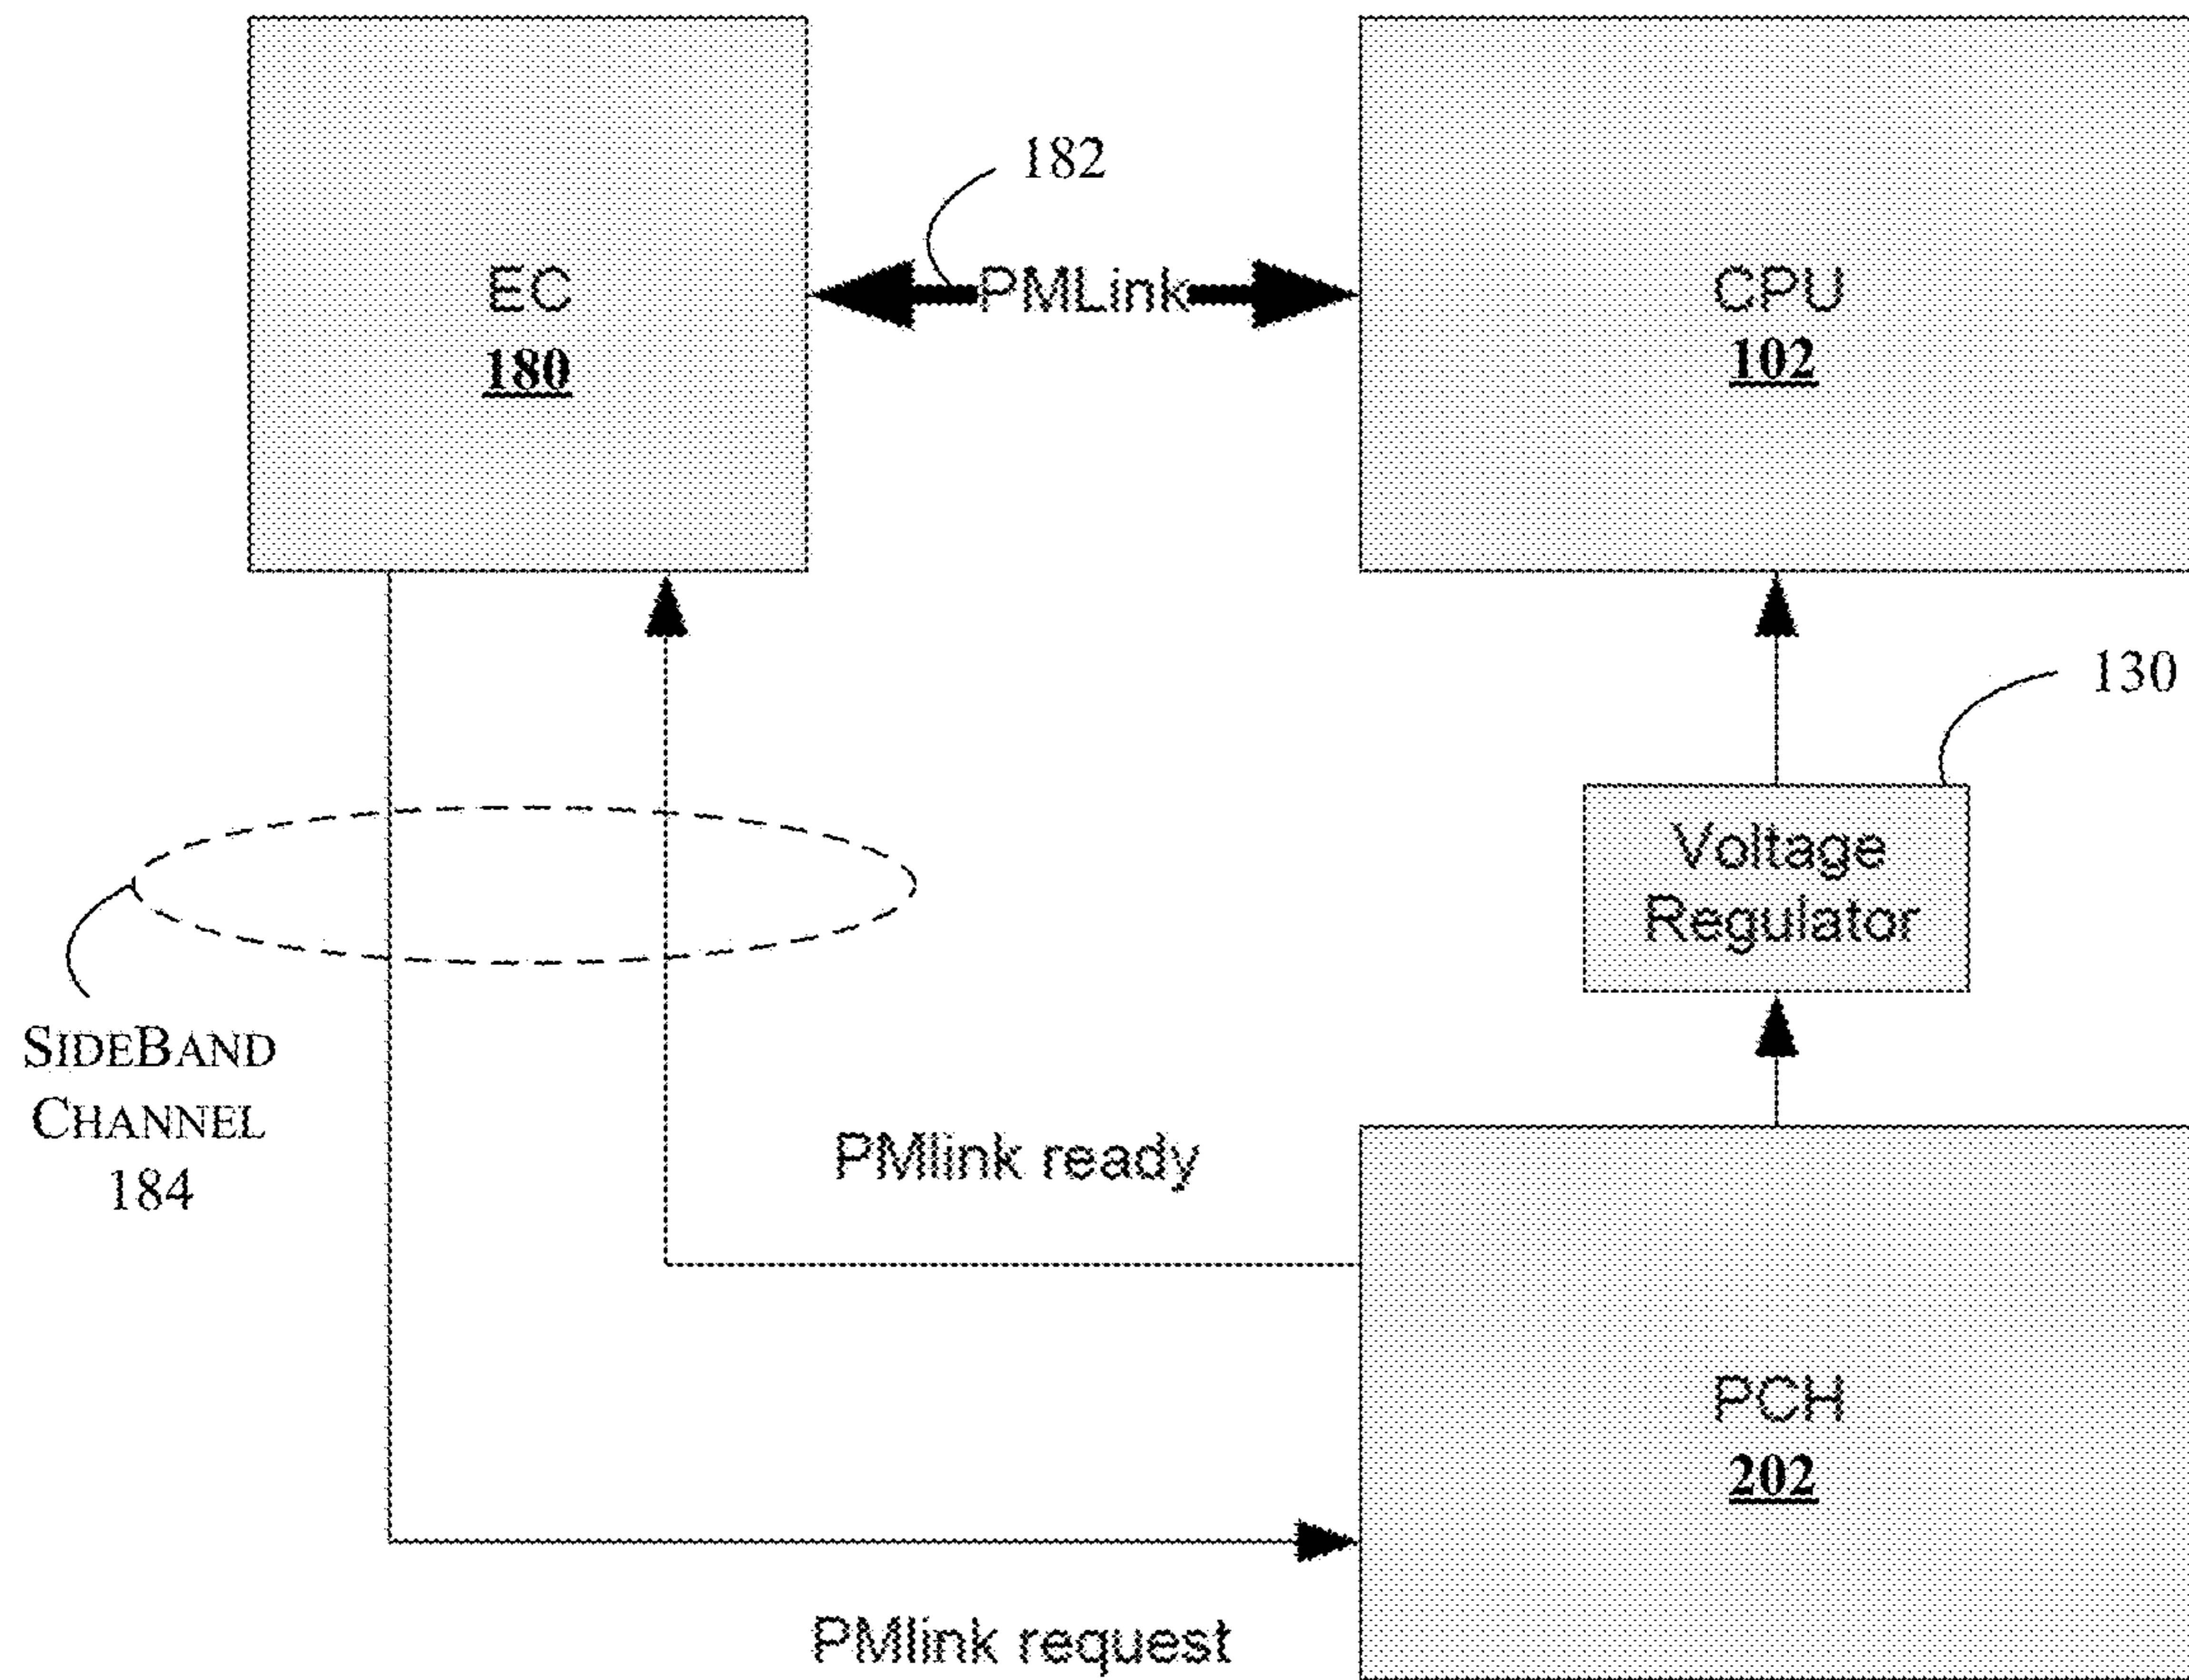 182
EC
180
PMLink
CPU
102
130
Voltage
Regulator
SIDEBAND
CHANNEL
184
PMlink ready
PCH
202
PMlink request